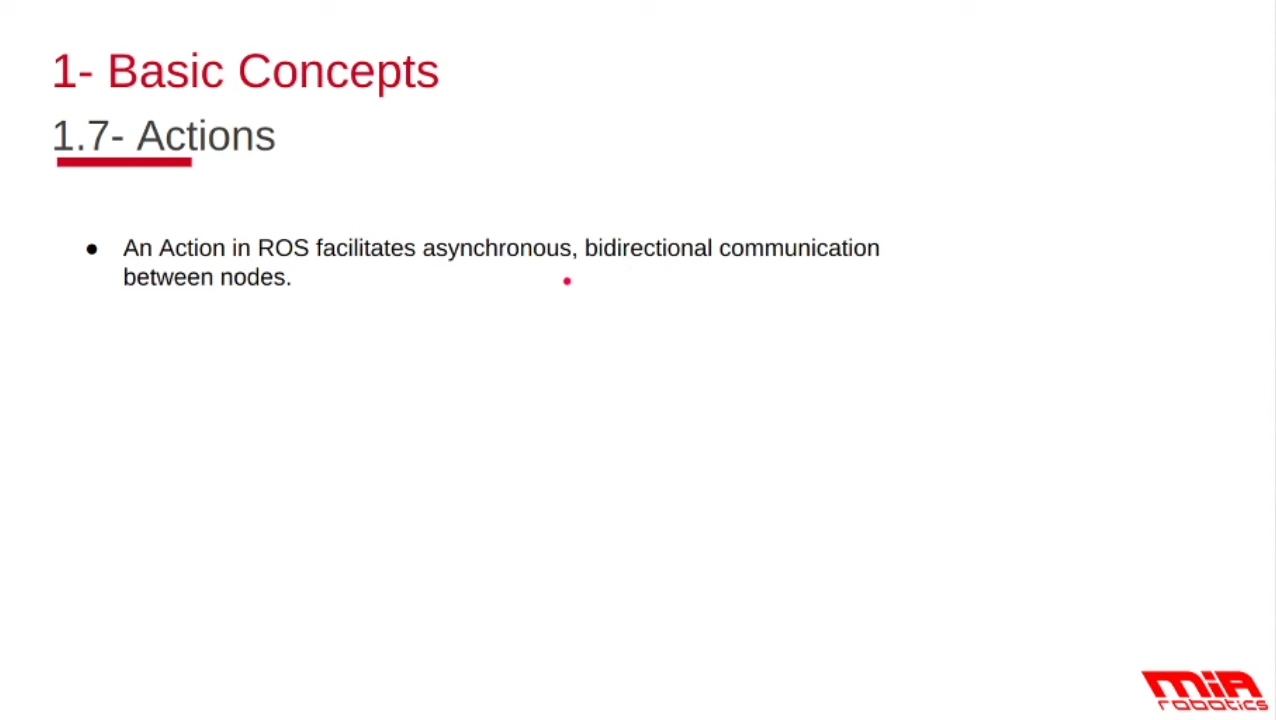 1- Basic Concepts
1.7- Actions
● An Action in ROS facilitates asynchronous, bidirectional communication
between nodes.
MIA
robotics